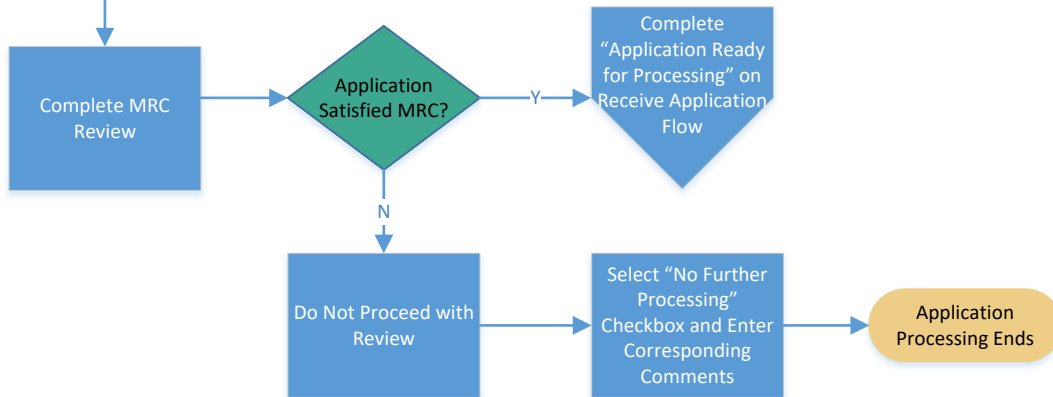 Complete MRC
Review
Application
Satisfied MRC?
Y
Complete
“Application Ready
for Processing” on
Receive Application
Flow
N
Do Not Proceed with
Review
Select “No Further
Processing”
Checkbox and Enter
Corresponding
Comments
Application
Processing Ends